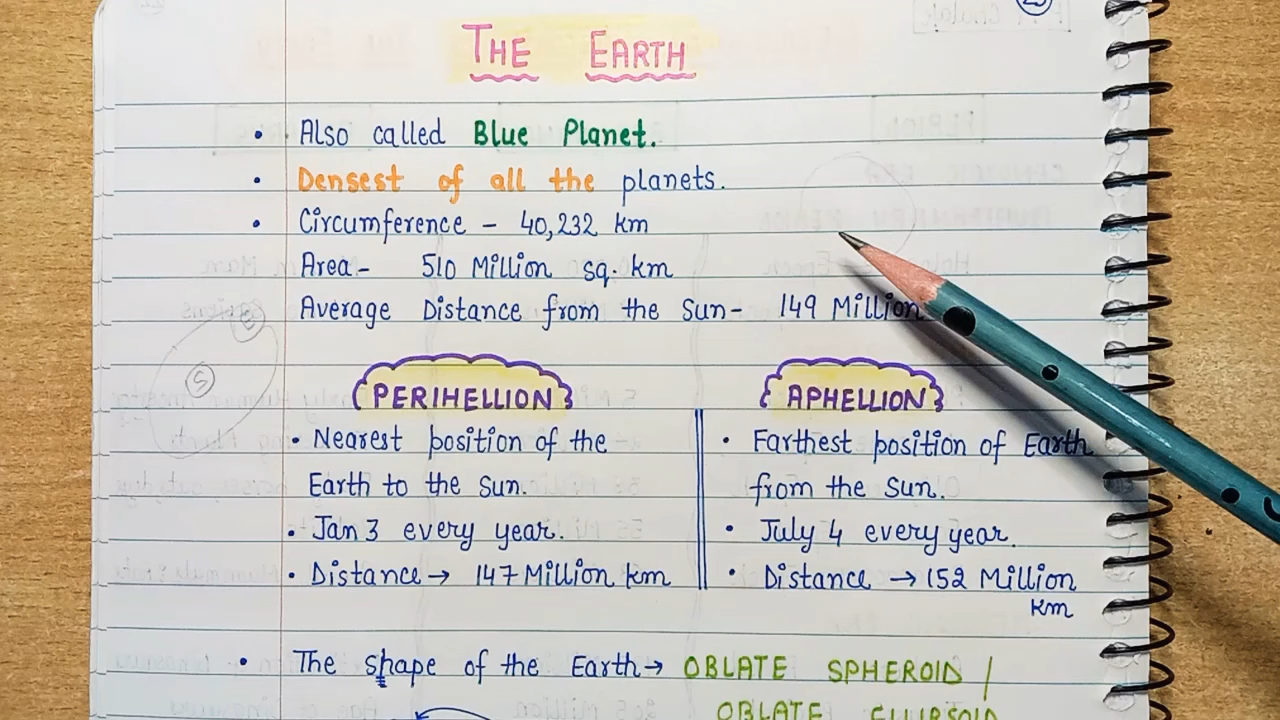 THE EARTH
• Also called Blue Planet.
• Densest of all the planets.
• Circumference - 40,232 km
Area- 510 Million sq. km
Average Distance from the Sun- 149 Million
PERIHELLION
• Nearest position of the
Earth to the Sun.
• Jan 3 every year.
• Distance → 147 Million km
APHELLION
• Farthest position of Earth
from the Sun.
• July 4 every year.
• Distance → 152 Million
km
• The shape of the Earth → OBLATE SPHEROID /
OBLATE ELLIPSOID